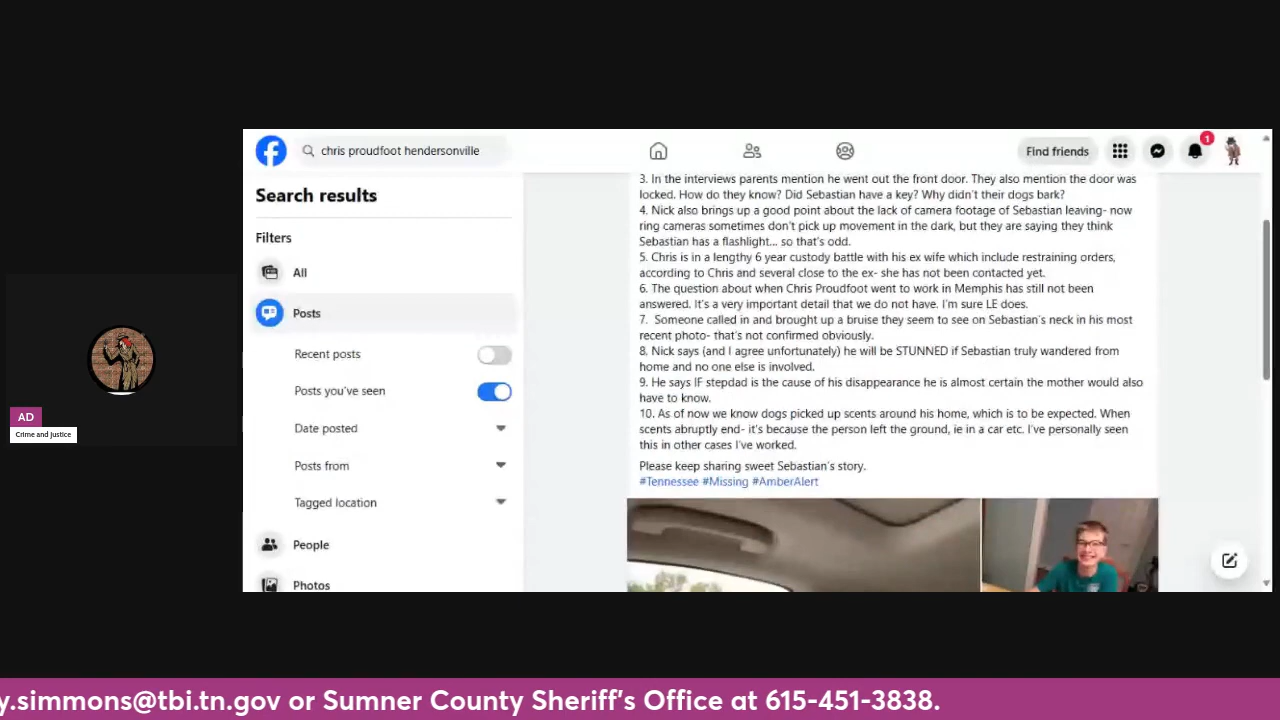 chris proudfoot hendersonville
Find friends
1
Search results
Filters
All
Posts
Recent posts
Posts you've seen
Date posted
Posts from
Tagged location
People
Photos
3. In the interviews parents mention he went out the front door. They also mention the door was
locked. How do they know? Did Sebastian have a key? Why didn't their dogs bark?
4. Nick also brings up a good point about the lack of camera footage of Sebastian leaving- now
ring cameras sometimes don't pick up movement in the dark, but they are saying they think
Sebastian has a flashlight... so that's odd.
5. Chris is in a lengthy 6 year custody battle with his ex wife which include restraining orders,
according to Chris and several close to the ex- she has not been contacted yet.
6. The question about when Chris Proudfoot went to work in Memphis has still not been
answered. It's a very important detail that we do not have. I'm sure LE does.
7. Someone called in and brought up a bruise they seem to see on Sebastian's neck in his most
recent photo- that's not confirmed obviously.
8. Nick says (and I agree unfortunately) he will be STUNNED if Sebastian truly wandered from
home and no one else is involved.
9. He says IF stepdad is the cause of his disappearance he is almost certain the mother would also
have to know.
10. As of now we know dogs picked up scents around his home, which is to be expected. When
scents abruptly end- it's because the person left the ground, ie in a car etc. I've personally seen
this in other cases I've worked.
Please keep sharing sweet Sebastian's story.
#Tennessee #Missing #AmberAlert
AD
Crime and Justice
y.simmons@tbi.tn.gov or Sumner County Sheriff's Office at 615-451-3838.